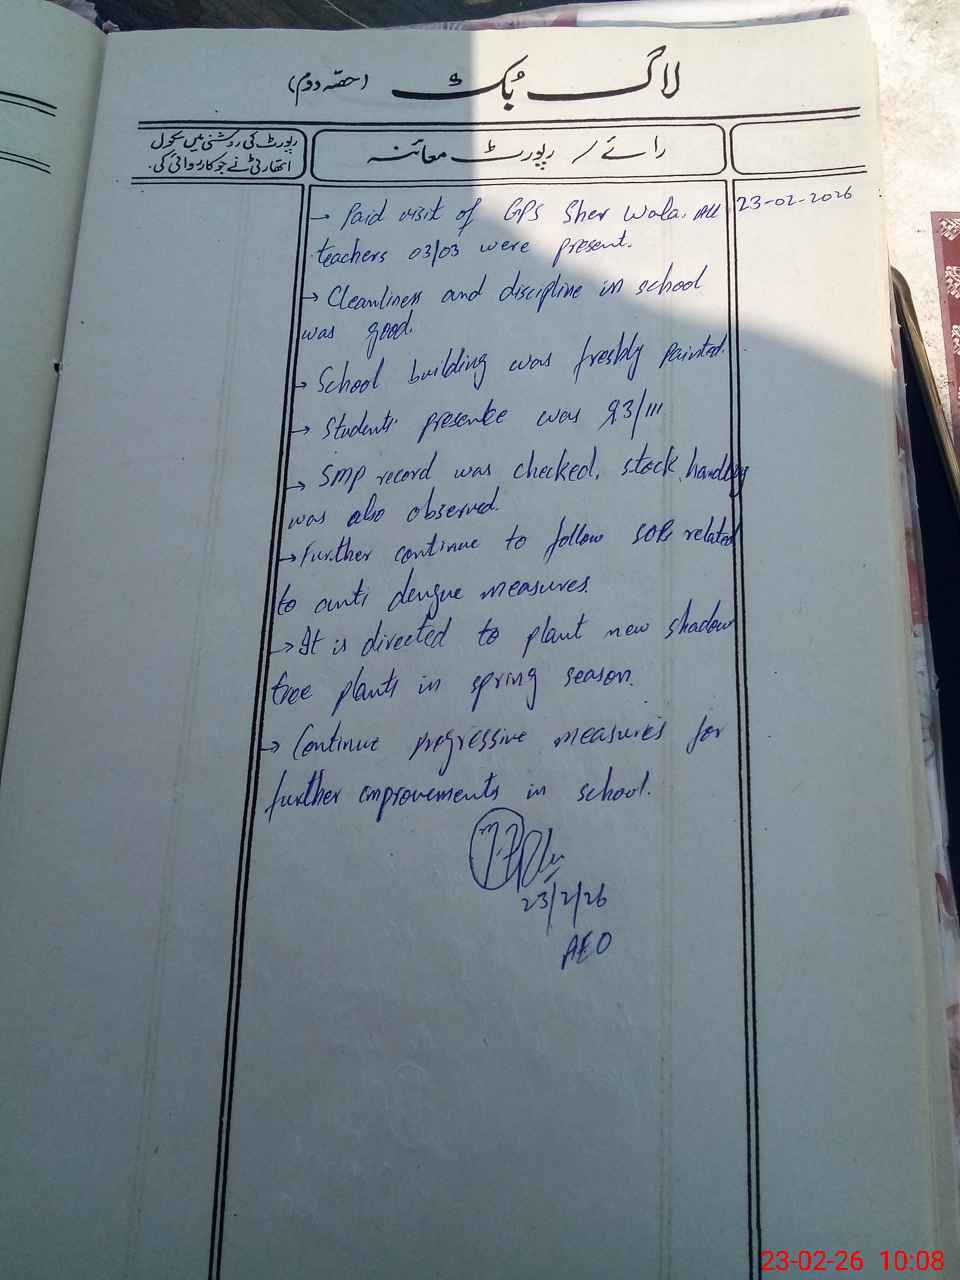 لاگ بُک (حصّہ دوم)
رپورٹ کی روشنی میں سکول
اتھارٹی نے جو کاروائی کی۔
رائے / رپورٹ معائنہ
→ Paid visit of GPS Sher Wala. All 23-02-2026
teachers 03/03 were present.
→ Cleanliness and discipline in school
was good.
→ School building was freshly painted.
→ Students' presence was 93/111
→ SMP record was checked, stock handling
was also observed.
→ Further continue to follow SOPs related
to anti dengue measures.
→ It is directed to plant new shadow
tree plants in spring season.
→ Continue progressive measures for
further improvements in school.
23/2/26
AEO
23-02-26 10:08